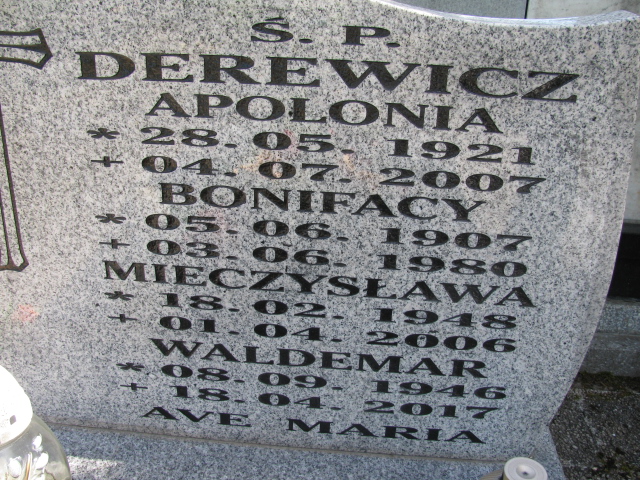 Ś. P.
DEREWICZ
APOLONIA
* 28. 05. 1921
+ 04. 07. 2007
BONIFACY
* 05. 06. 1907
+ 03. 06. 1980
MIECZYSŁAWA
* 18. 02. 1948
+ 01. 04. 2006
WALDEMAR
* 08. 09. 1946
+ 18. 04. 2017
AVE MARIA